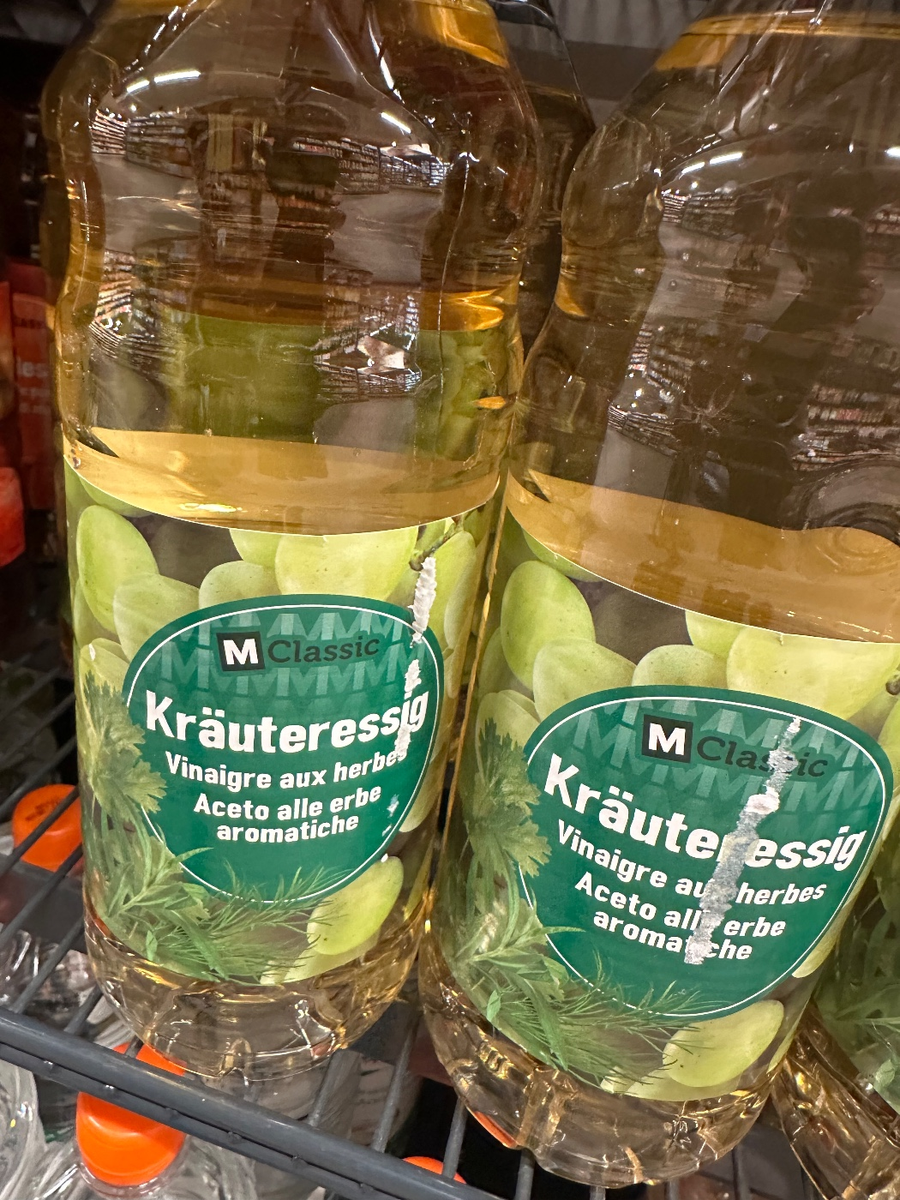 M Classic
Kräuteressig
Vinaigre aux herbes
Aceto alle erbe
aromatiche
M Classic
Kräuteressig
Vinaigre aux herbes
Aceto alle erbe
aromatiche